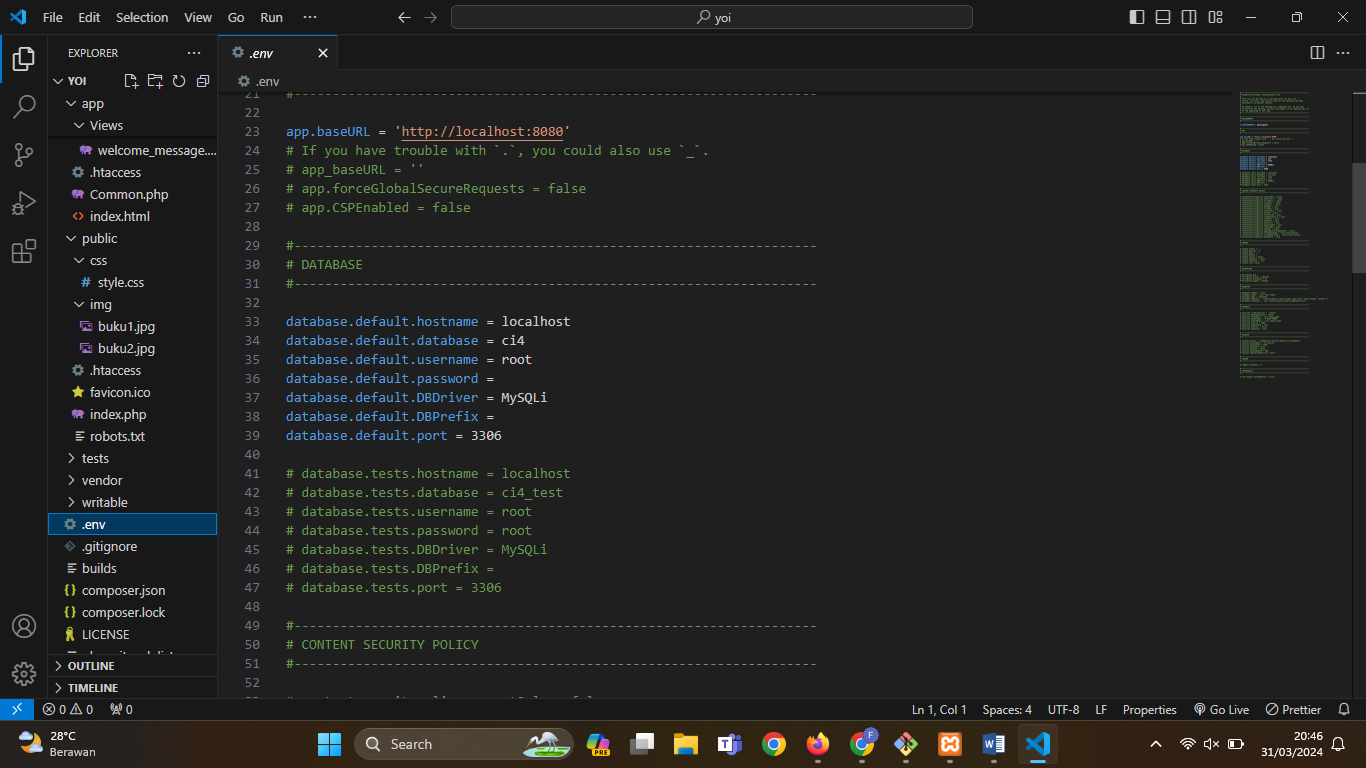 File Edit Selection View Go Run ··· yoi
EXPLORER ···
YOI
app
Views
welcome_message....
.htaccess
Common.php
index.html
public
css
style.css
img
buku1.jpg
buku2.jpg
.htaccess
favicon.ico
index.php
robots.txt
tests
vendor
writable
.env
.gitignore
builds
composer.json
composer.lock
LICENSE
OUTLINE
TIMELINE
.env
.env
21 #--------------------------------------------------------------------
22
23 app.baseURL = 'http://localhost:8080'
24 # If you have trouble with `.`, you could also use `_`.
25 # app_baseURL = ''
26 # app.forceGlobalSecureRequests = false
27 # app.CSPEnabled = false
28
29 #--------------------------------------------------------------------
30 # DATABASE
31 #--------------------------------------------------------------------
32
33 database.default.hostname = localhost
34 database.default.database = ci4
35 database.default.username = root
36 database.default.password =
37 database.default.DBDriver = MySQLi
38 database.default.DBPrefix =
39 database.default.port = 3306
40
41 # database.tests.hostname = localhost
42 # database.tests.database = ci4_test
43 # database.tests.username = root
44 # database.tests.password = root
45 # database.tests.DBDriver = MySQLi
46 # database.tests.DBPrefix =
47 # database.tests.port = 3306
48
49 #--------------------------------------------------------------------
50 # CONTENT SECURITY POLICY
51 #--------------------------------------------------------------------
52
0 0 0 Ln 1, Col 1 Spaces: 4 UTF-8 LF Properties Go Live Prettier
28°C
Berawan
Search
PRE
F
20:46
31/03/2024